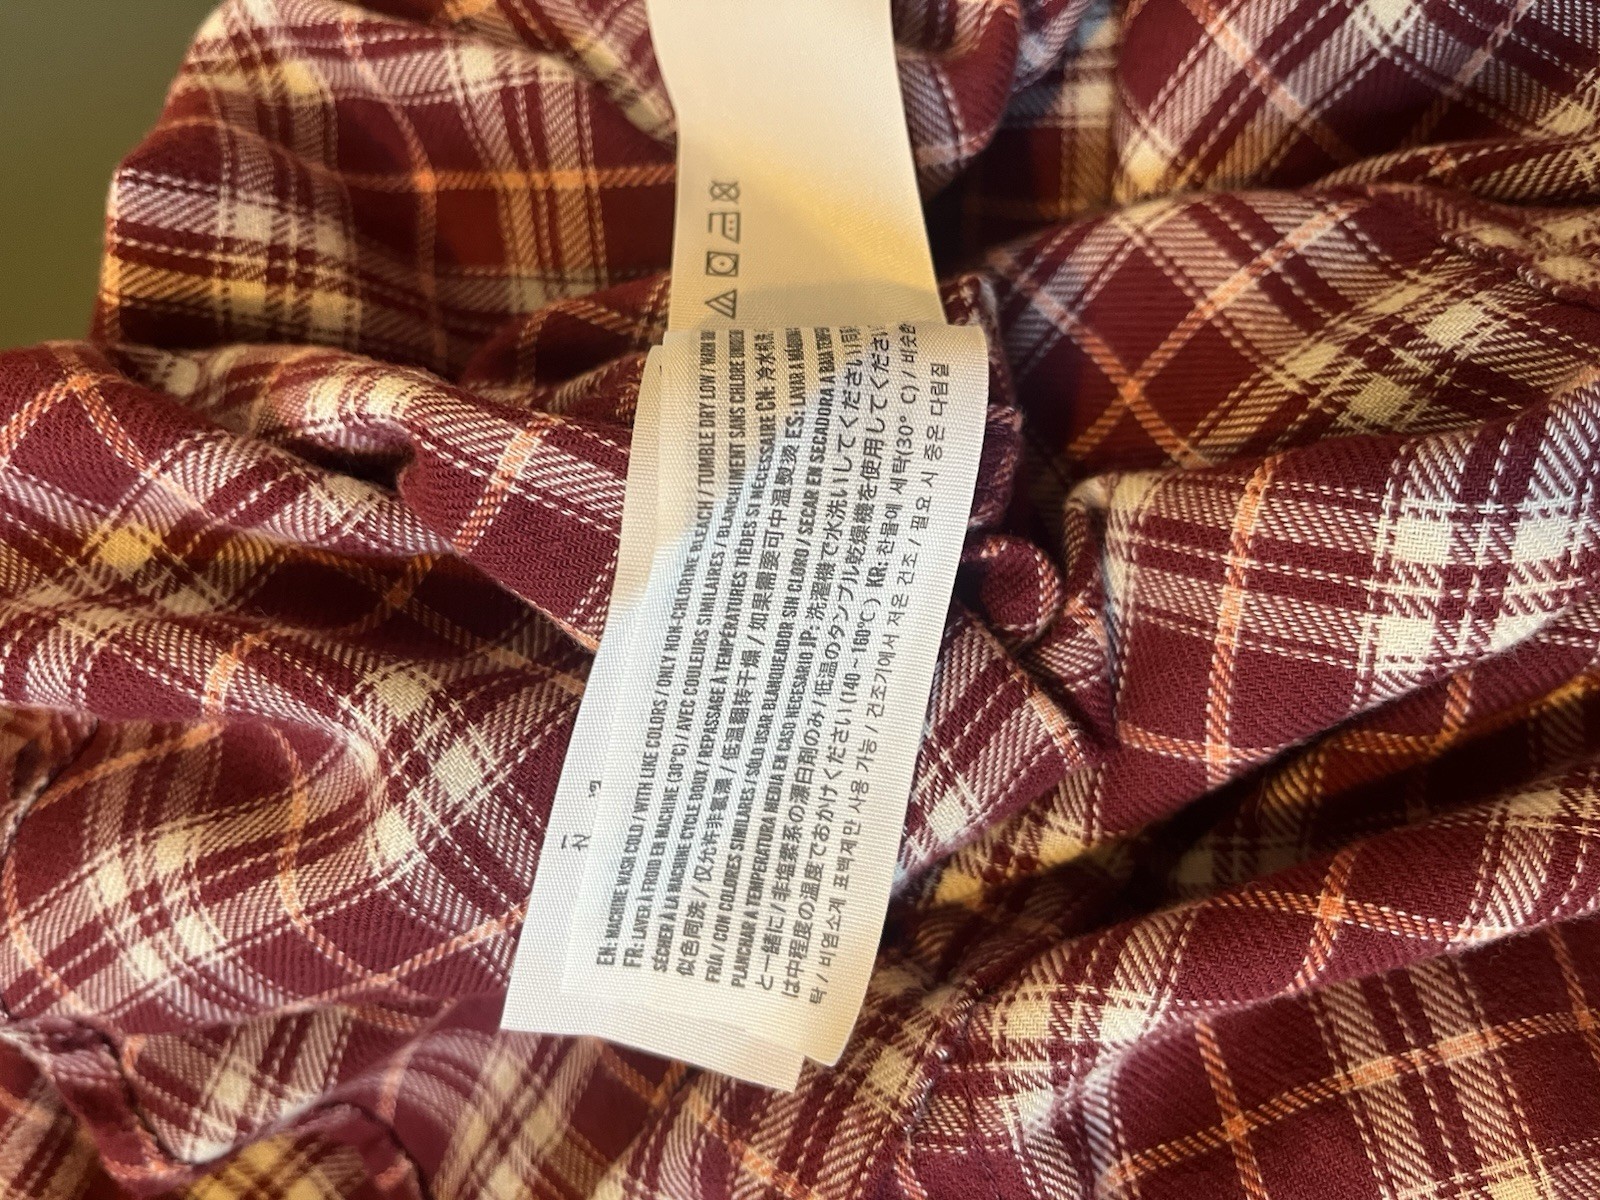 EN: MACHINE WASH COLD / WITH LIKE COLORS / ONLY NON-CHLORINE BLEACH / TUMBLE DRY LOW / WARM
FR: LAVER À FROID EN MACHINE (30°C) / AVEC COULEURS SIMILAIRES / BLANCHIMENT SANS CHLORE
SÉCHER À LA MACHINE CYCLE DOUX / REPASSAGE À TEMPÉRATURES TIÈDES SI NÉCESSAIRE CN: 冷水机洗
似色同洗 / 仅允许非氯漂 / 低温翻转干燥 / 如果需要可中温熨烫 ES: LAVAR A MÁQUINA
FRÍA / CON COLORES SIMILARES / SÓLO USAR BLANQUEADOR SIN CLORO / SECAR EN SECADORA A BAJA
PLANCHAR A TEMPERATURA MEDIA EN CASO NECESARIO JP: 洗濯機で水洗いしてください
と一緒に / 非塩素系の漂白剤のみ / 低温のタンブル乾燥機を使用してください
は中程度の温度でおかけください (140～160°C) KR: 찬물에 세탁(30° C) / 비슷한
탁 / 비염소계 표백제만 사용 가능 / 건조기에서 저온 건조 / 필요 시 중온 다림질